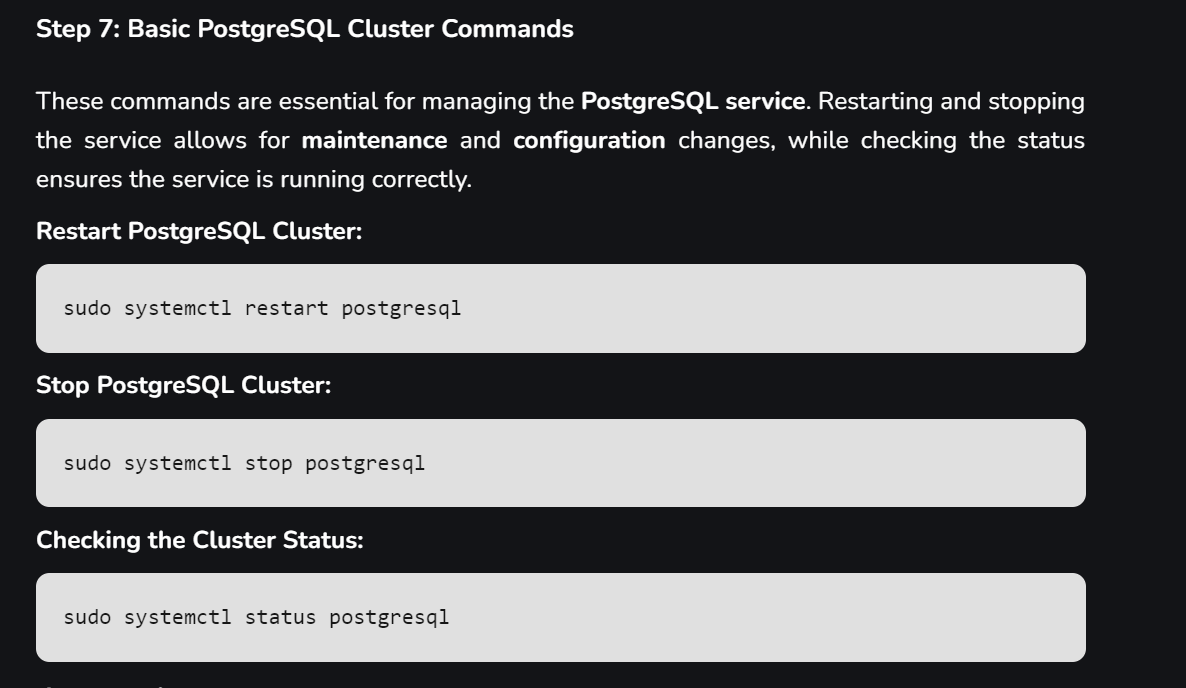 Step 7: Basic PostgreSQL Cluster Commands
These commands are essential for managing the PostgreSQL service. Restarting and stopping
the service allows for maintenance and configuration changes, while checking the status
ensures the service is running correctly.
Restart PostgreSQL Cluster:
sudo systemctl restart postgresql
Stop PostgreSQL Cluster:
sudo systemctl stop postgresql
Checking the Cluster Status:
sudo systemctl status postgresql